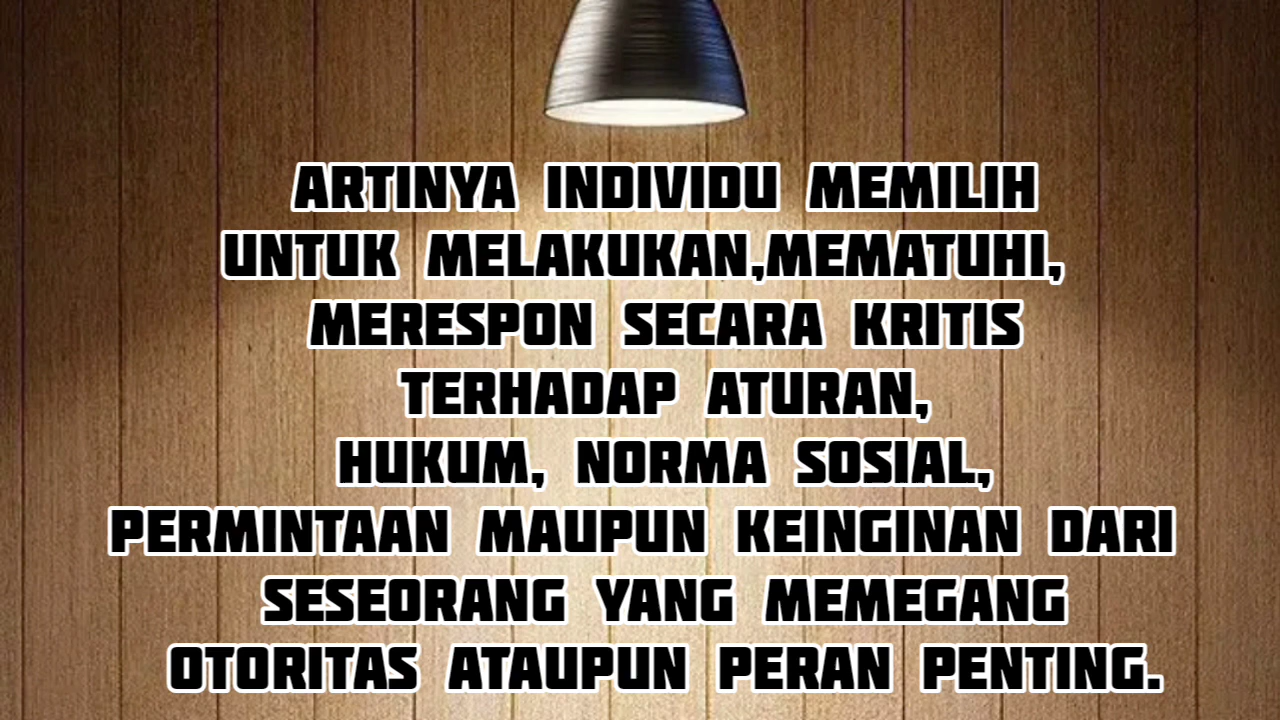 ARTINYA INDIVIDU MEMILIH
UNTUK MELAKUKAN,MEMATUHI,
MERESPON SECARA KRITIS
TERHADAP ATURAN,
HUKUM, NORMA SOSIAL,
PERMINTAAN MAUPUN KEINGINAN DARI
SESEORANG YANG MEMEGANG
OTORITAS ATAUPUN PERAN PENTING.